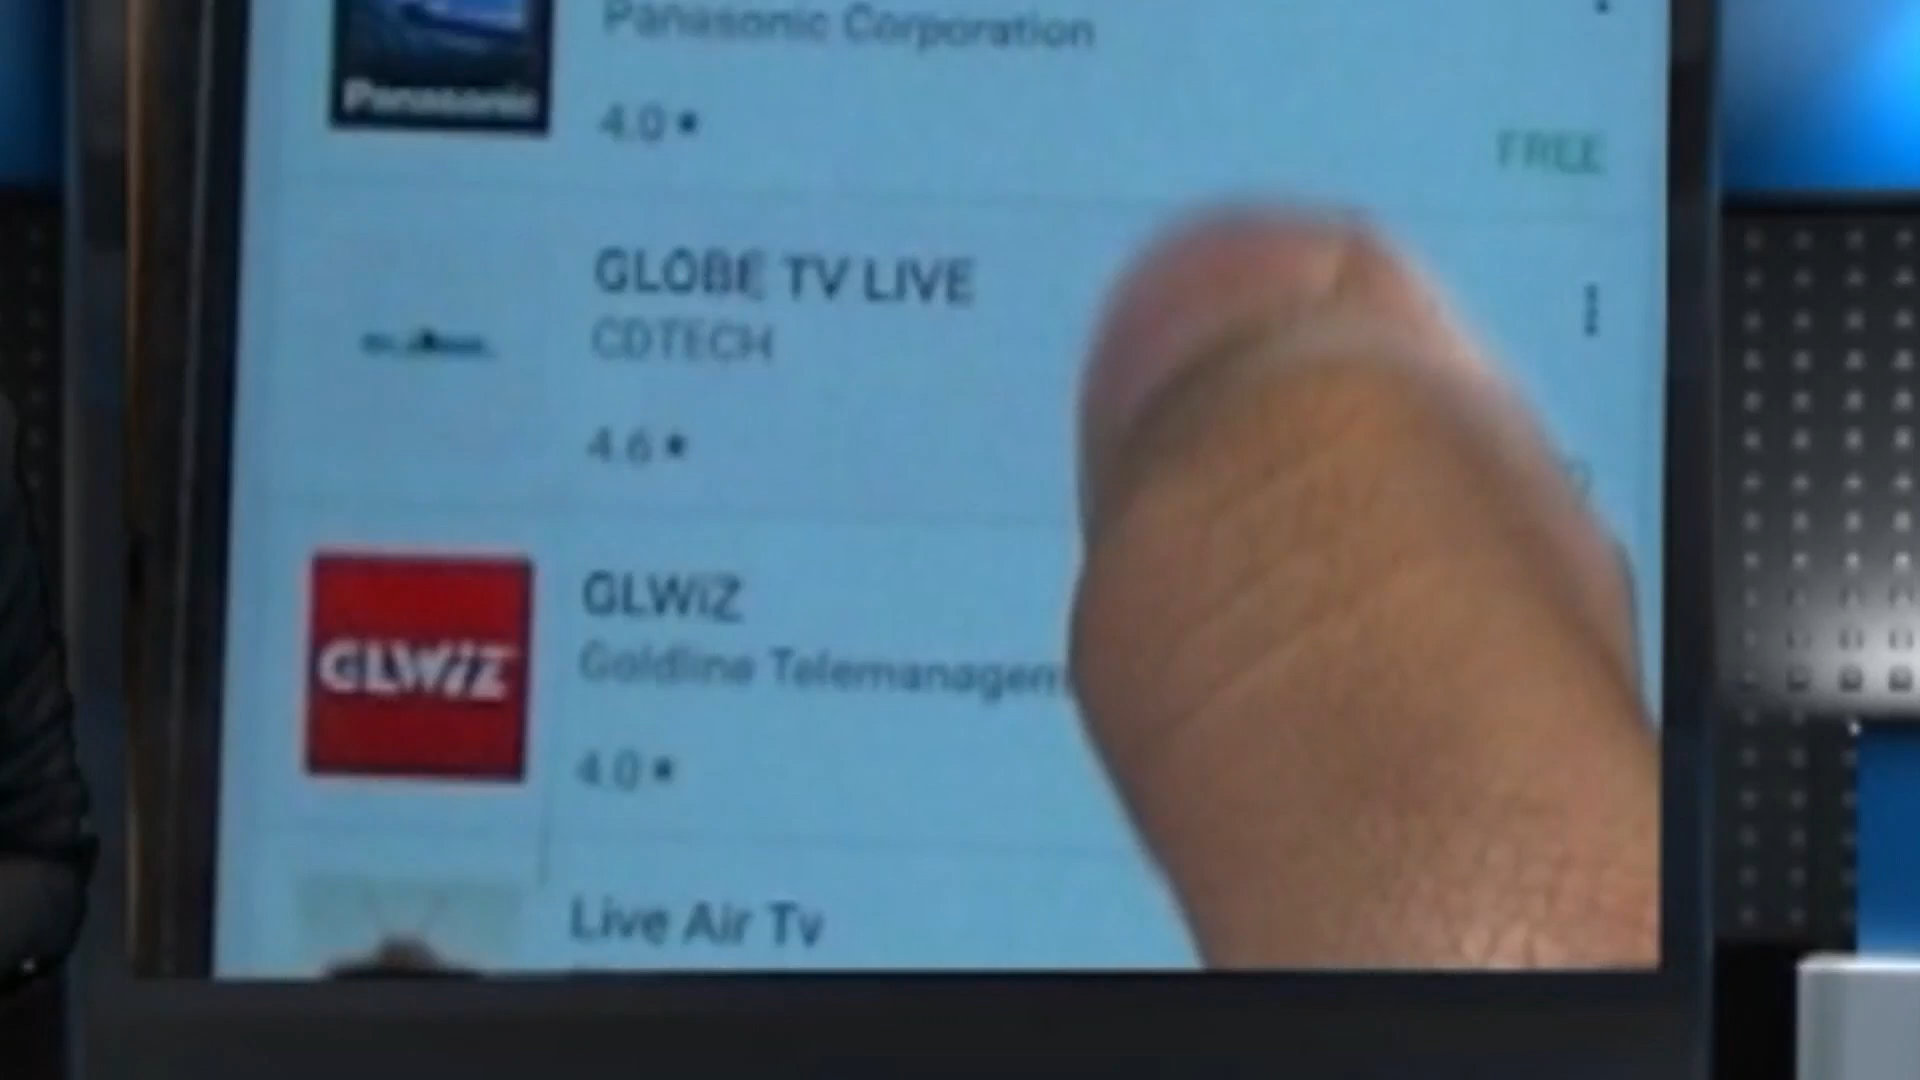 Panasonic Corporation
Panasonic
4.0 ★
FREE
GLOBE TV LIVE
CDTECH
4.6 ★
GLWiZ
GLWiZ
Goldline Telemanagem
4.0 ★
Live Air Tv